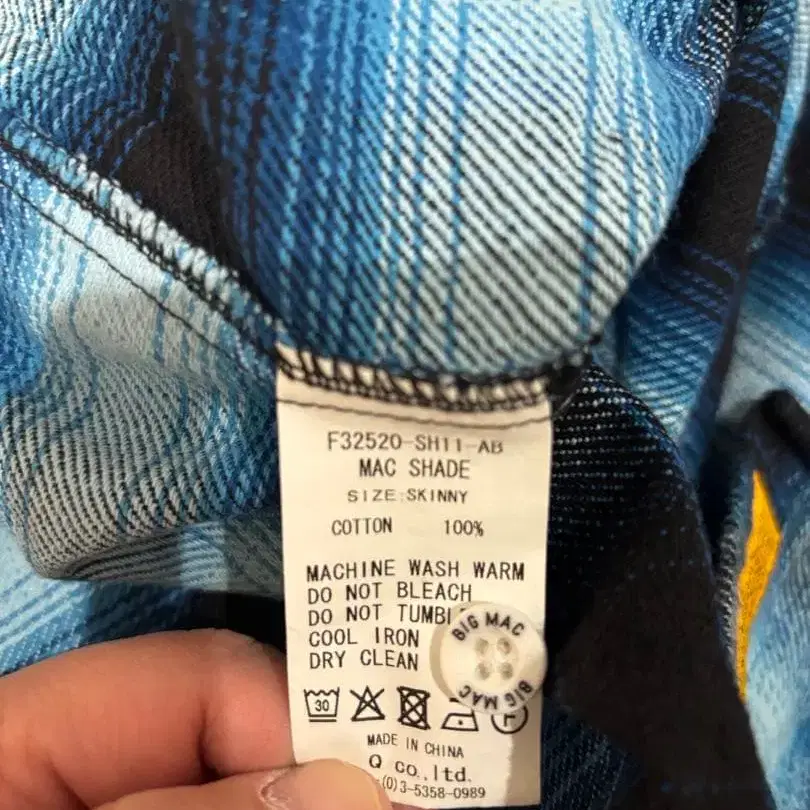 F32520-SH11-AB
MAC SHADE
SIZE:SKINNY
COTTON 100%
MACHINE WASH WARM
DO NOT BLEACH
DO NOT TUMBL
COOL IRON
DRY CLEAN
BIG MAC
BIG MAC
30
MADE IN CHINA
Q co.,ltd.
(0)3-5358-0989